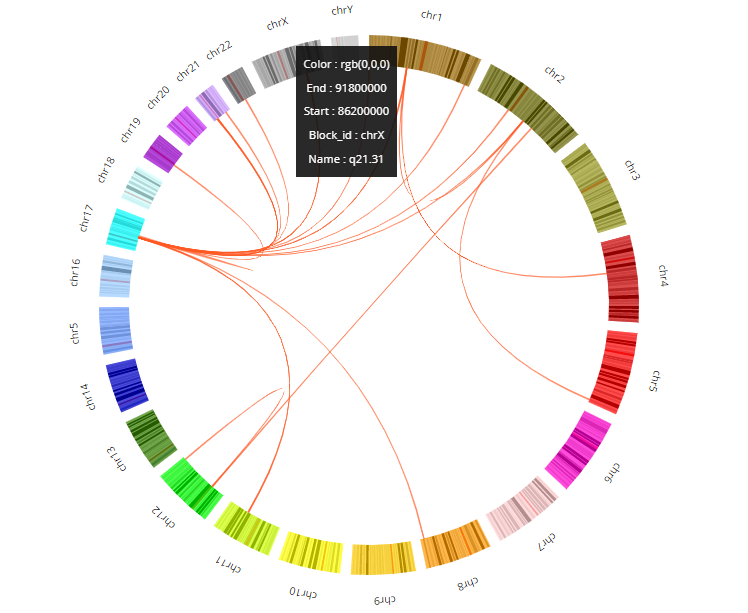 chrY
chr1
chrX
chr22
chr2
chr21
chr20
chr19
chr18
chr17
chr16
chr5
chr14
chr13
chr12
chr11
chr10
chr9
chr8
chr7
chr6
chr5
chr4
chr3
Color : rgb(0,0,0)
End : 91800000
Start : 86200000
Block_id : chrX
Name : q21.31